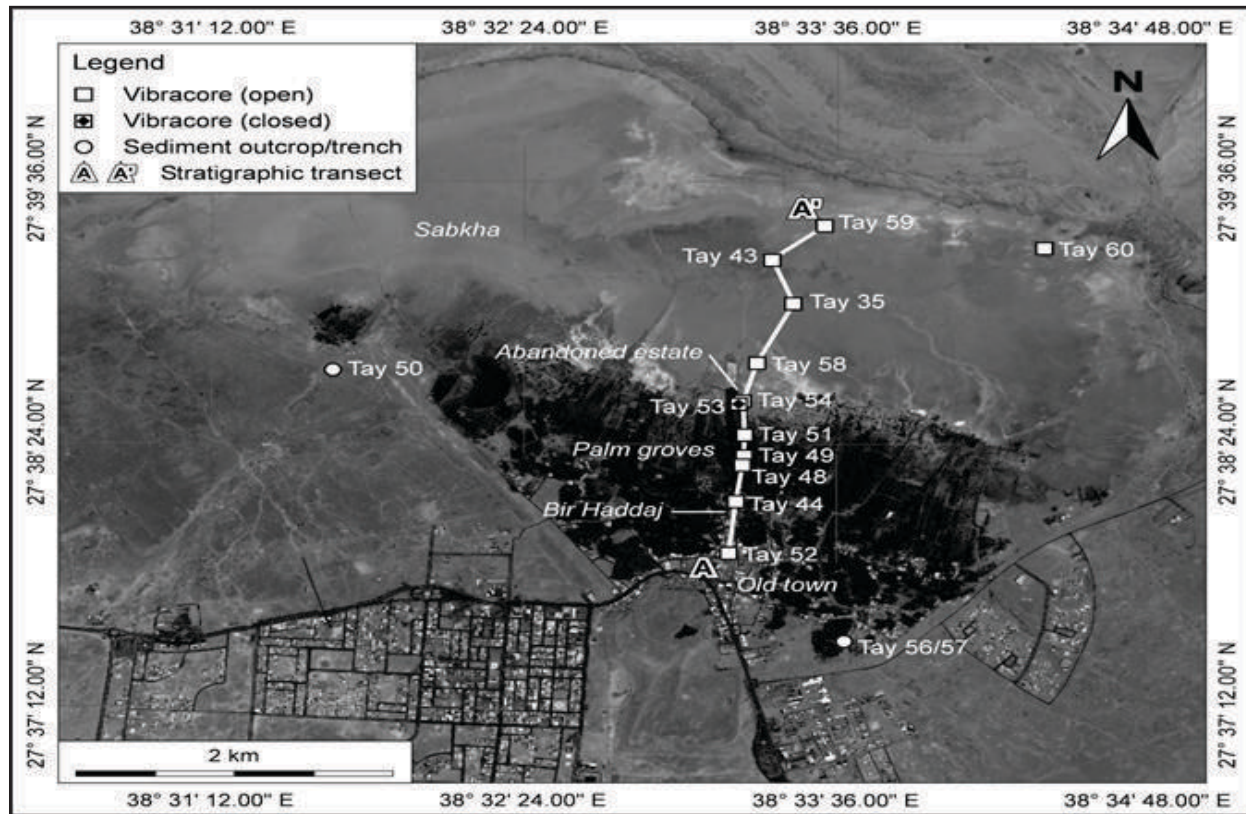 38° 31' 12.00" E 38° 32' 24.00" E 38° 33' 36.00" E 38° 34' 48.00" E
Legend
Vibracore (open)
Vibracore (closed)
Sediment outcrop/trench
A A' Stratigraphic transect
N
27° 39' 36.00" N
27° 39' 36.00" N
A'
Tay 59
Sabkha
Tay 43
Tay 60
Tay 35
Abandoned estate
Tay 58
Tay 50
Tay 53
Tay 54
27° 38' 24.00" N
27° 38' 24.00" N
Tay 51
Palm groves
Tay 49
Tay 48
Bir Haddaj
Tay 44
Tay 52
A
Old town
Tay 56/57
27° 37' 12.00" N
27° 37' 12.00" N
2 km
38° 31' 12.00" E 38° 32' 24.00" E 38° 33' 36.00" E 38° 34' 48.00" E